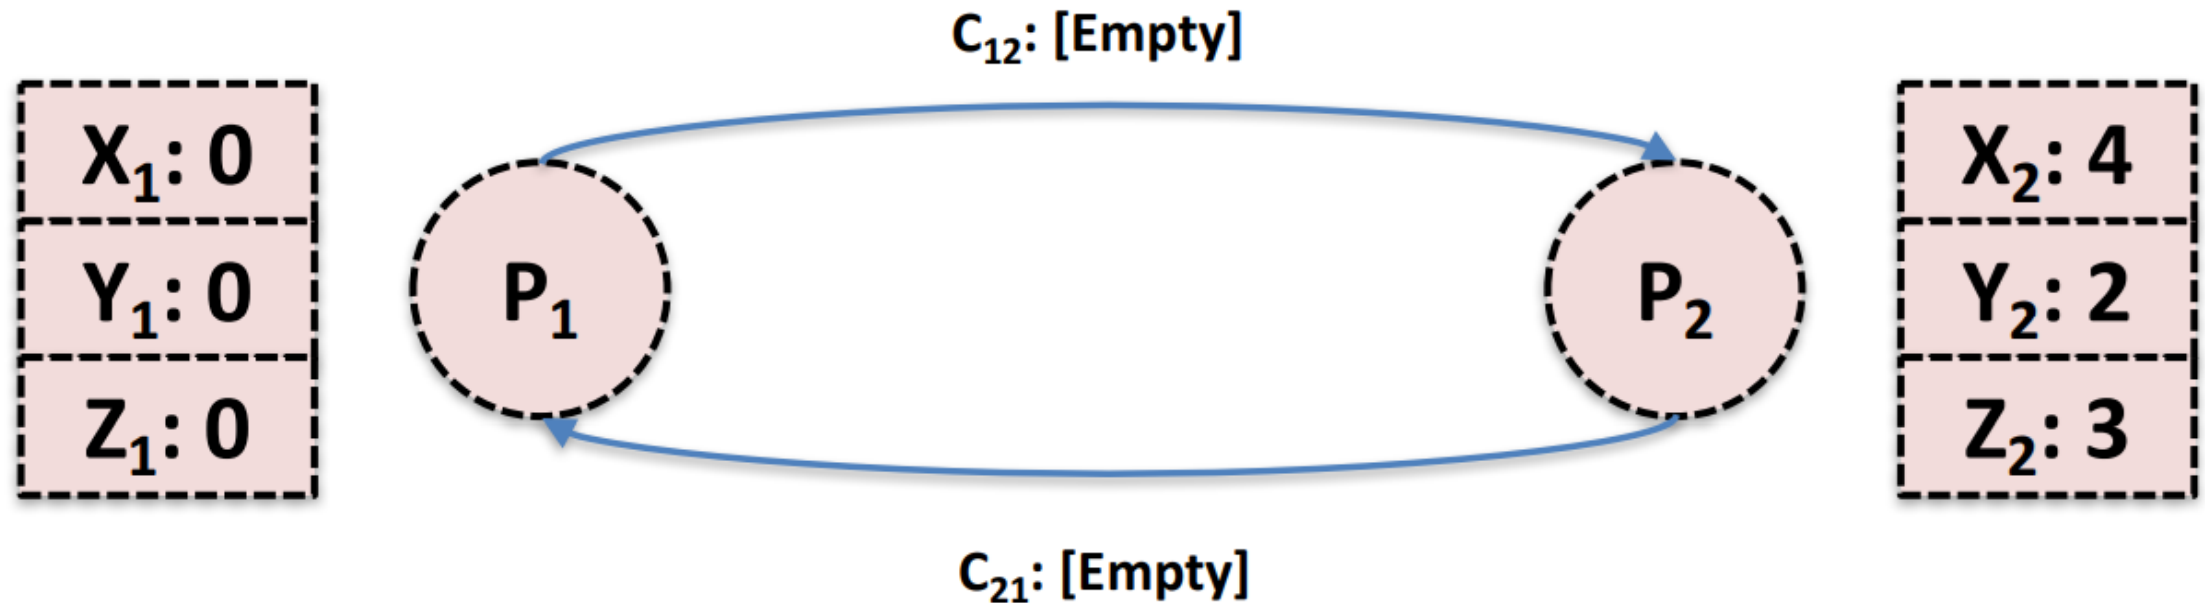 C₁₂: [Empty]
X₁: 0
Y₁: 0
Z₁: 0
P₁
P₂
X₂: 4
Y₂: 2
Z₂: 3
C₂₁: [Empty]